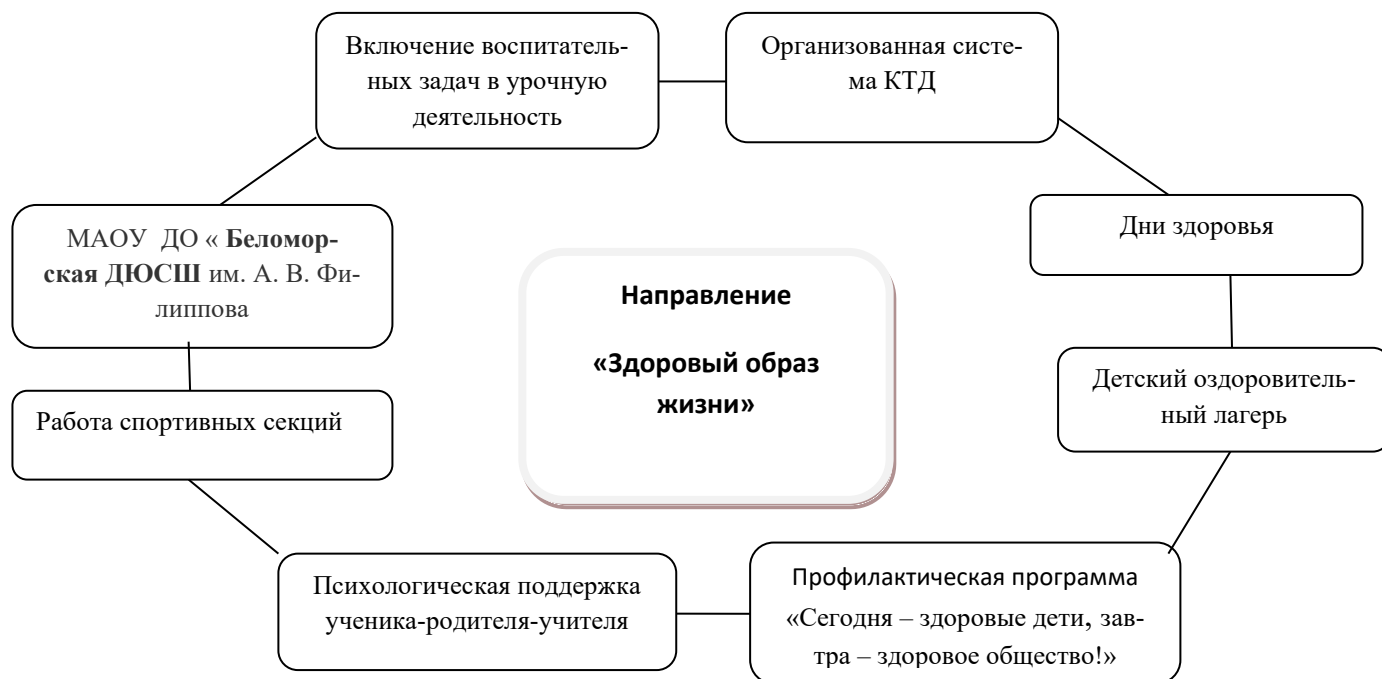 Включение воспитатель-
ных задач в урочную
деятельность
Организованная систе-
ма КТД
МАОУ ДО « Беломор-
ская ДЮСШ им. А. В. Фи-
липпова
Дни здоровья
Направление
«Здоровый образ
жизни»
Работа спортивных секций
Детский оздоровитель-
ный лагерь
Психологическая поддержка
ученика-родителя-учителя
Профилактическая программа
«Сегодня – здоровые дети, зав-
тра – здоровое общество!»